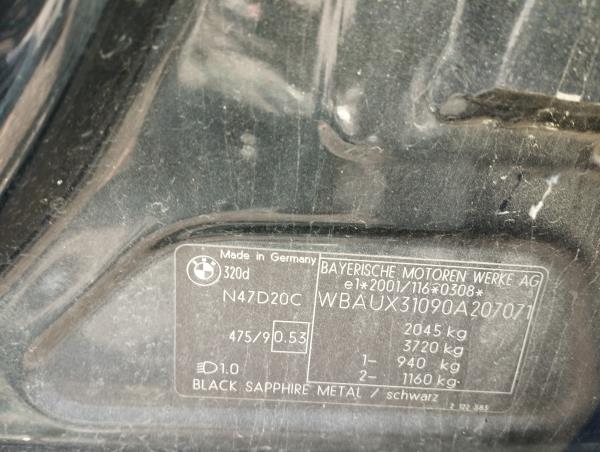 Made in Germany
320d
N47D20C
475/9 0.53
1.0
BAYERISCHE MOTOREN WERKE AG
e1*2001/116*0308*
WBAUX31090A207071
2045 kg
3720 kg
1- 940 kg
2- 1160 kg
BLACK SAPPHIRE METAL / schwarz